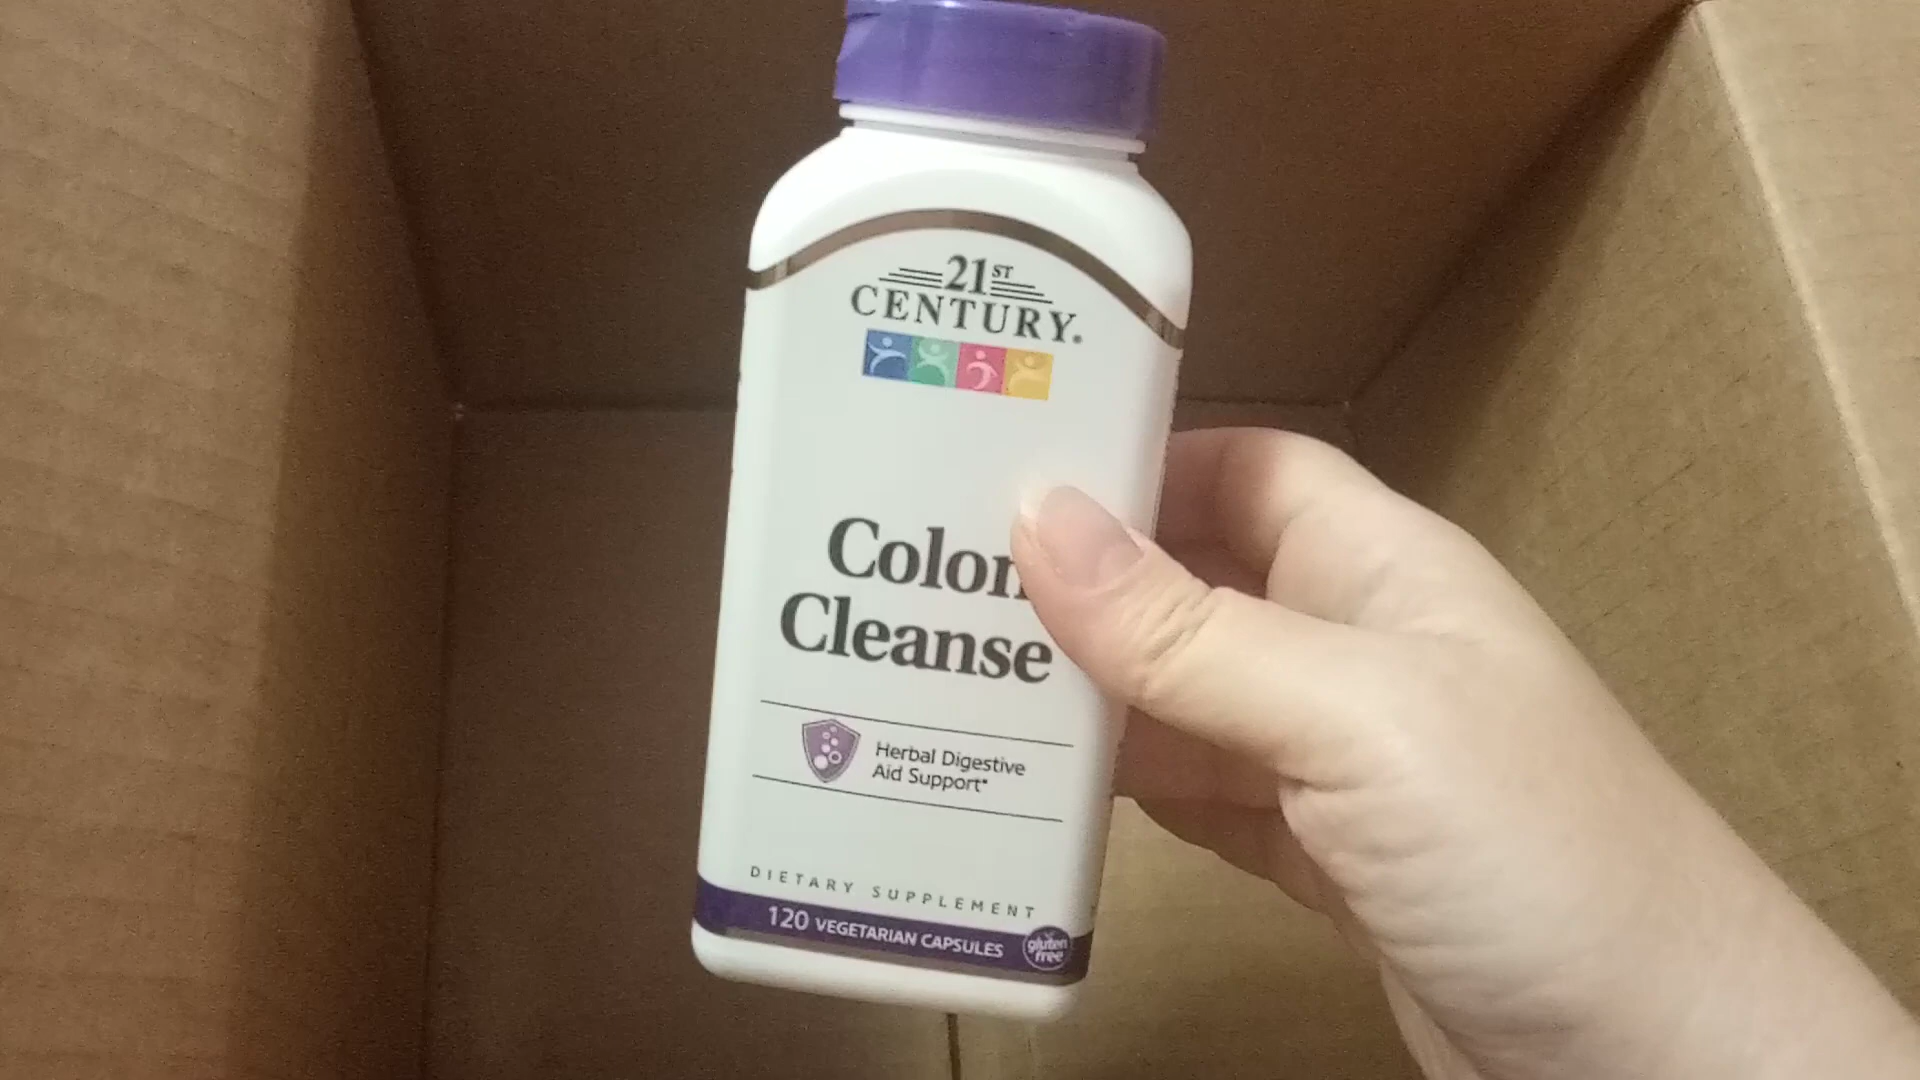 21ST
CENTURY®
Colon
Cleanse
Herbal Digestive
Aid Support*
DIETARY SUPPLEMENT
120 VEGETARIAN CAPSULES
gluten
free